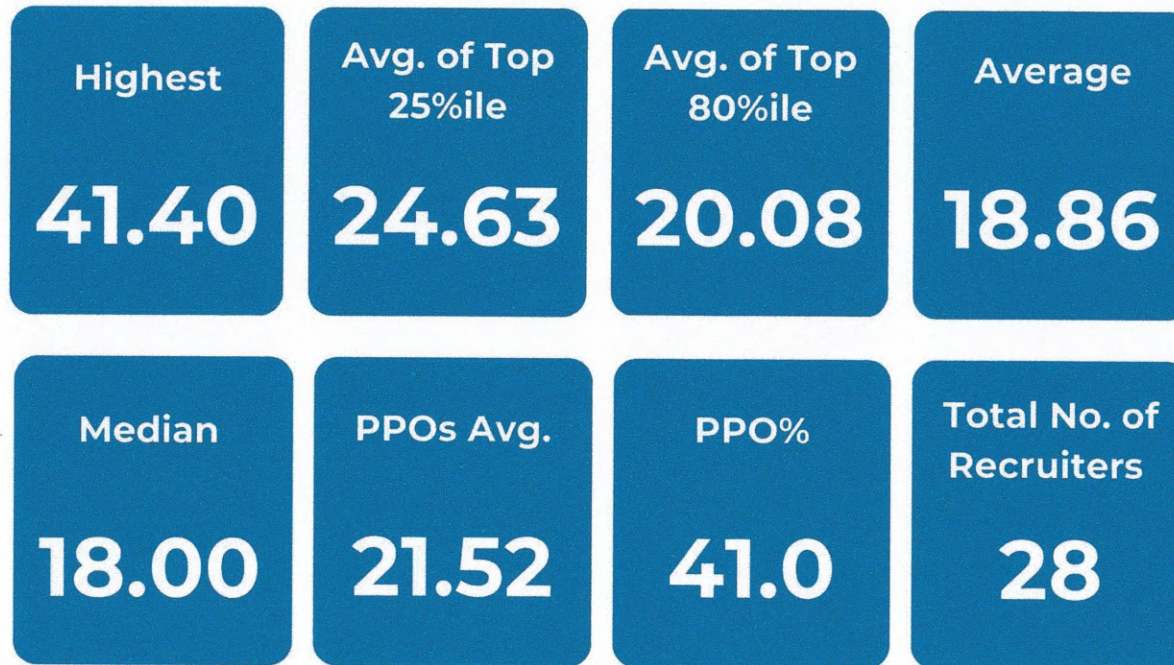 Highest
41.40
Avg. of Top
25%ile
24.63
Avg. of Top
80%ile
20.08
Average
18.86
Median
18.00
PPOs Avg.
21.52
PPO%
41.0
Total No. of
Recruiters
28